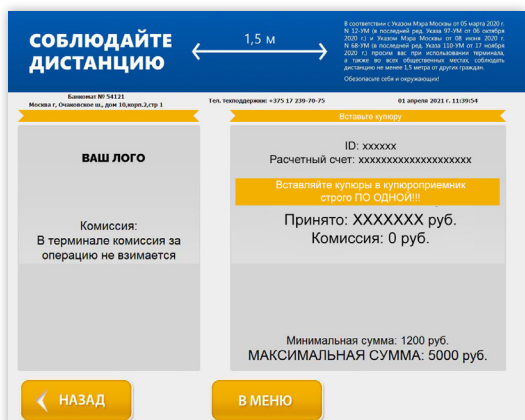 СОБЛЮДАЙТЕ
ДИСТАНЦИЮ
1,5 м
В соответствии с Указом Мэра Москвы от 05 марта 2020 г.
N 12-УМ (в последней ред. Указа 97-УМ от 06 октября
2020 г.) и Указом Мэра Москвы от 08 июня 2020 г.
N 68-УМ (в последней ред. Указа 110-УМ от 17 ноября
2020 г.) просим вас при использовании терминала,
а также во всех общественных местах, соблюдать
дистанцию не менее 1,5 метра от других граждан.
Обезопасьте себя и окружающих!
Банкомат № 54121
Москва г, Очаковское ш., дом 10,корп.2,стр 1
Тел. техподдержки: +375 17 239-70-75
01 апреля 2021 г. 11:39:54
Вставьте купюру
ВАШ ЛОГО
Комиссия:
В терминале комиссия за
операцию не взимается
ID: xxxxxx
Расчетный счет: xxxxxxxxxxxxxxxxxxxx
Вставляйте купюры в купюроприемник
строго ПО ОДНОЙ!!!
Принято: XXXXXXX руб.
Комиссия: 0 руб.
Минимальная сумма: 1200 руб.
МАКСИМАЛЬНАЯ СУММА: 5000 руб.
НАЗАД
В МЕНЮ